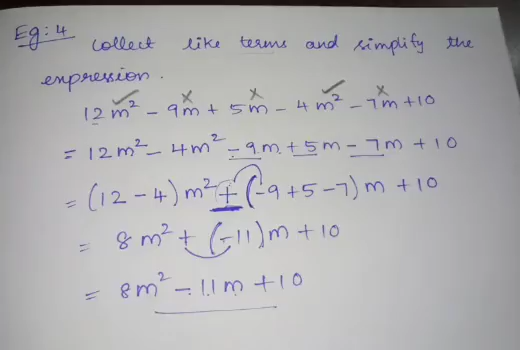 Eg:4 collect like terms and simplify the
expression.
12m² - 9m + 5m - 4m² - 7m + 10
= 12m² - 4m² - 9m + 5m - 7m + 10
= (12 - 4) m² + (-9 + 5 - 7) m + 10
= 8m² + (-11) m + 10
= 8m² - 11m + 10